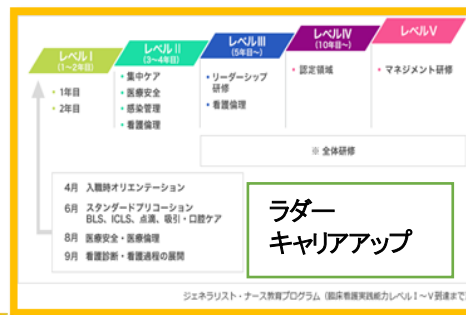 レベルⅠ
(1~2年目)
・1年目
・2年目
レベルⅡ
(3~4年目)
・集中ケア
・医療安全
・感染管理
・看護倫理
レベルⅢ
(5年目~)
・リーダーシップ
研修
・看護倫理
レベルⅣ
(10年目~)
・認定領域
レベルⅤ
・マネジメント研修
※ 全体研修
4月 入職時オリエンテーション
6月 スタンダードプリコーション
BLS、ICLS、点滴、吸引・口腔ケア
8月 医療安全・医療倫理
9月 看護診断・看護過程の展開
ラダー
キャリアアップ
ジェネラリスト・ナース教育プログラム (臨床看護実践能力レベルⅠ~Ⅴ到達まで